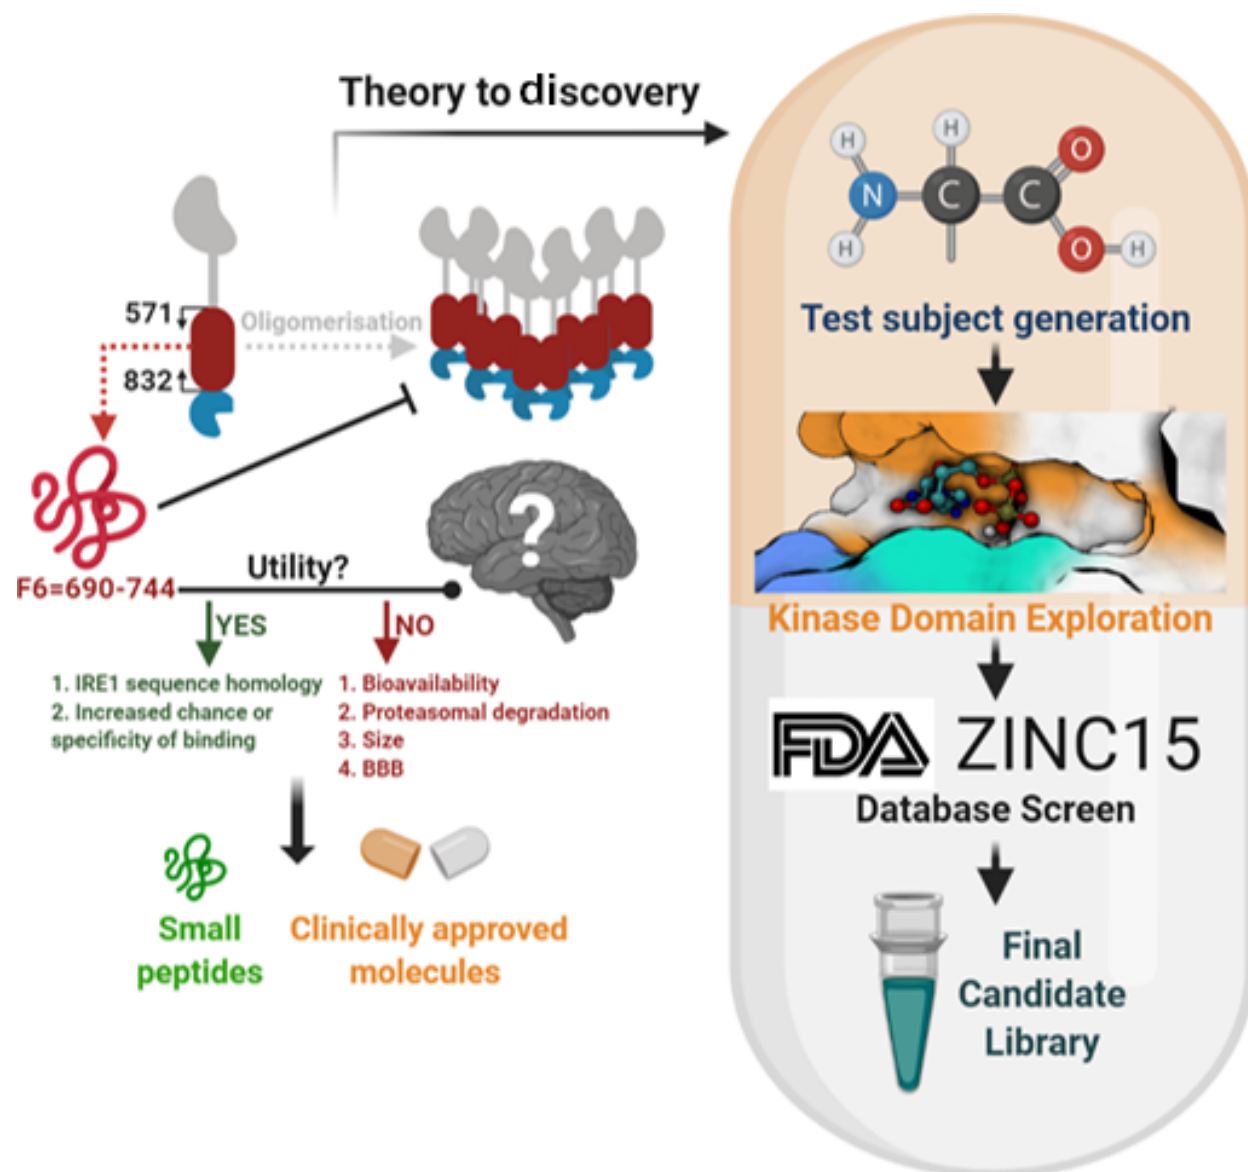 Theory to discovery
571
Oligomerisation
832
F6=690-744
Utility?
?
YES
NO
1. IRE1 sequence homology
2. Increased chance or
specificity of binding
1. Bioavailability
2. Proteasomal degradation
3. Size
4. BBB
Small
peptides
Clinically approved
molecules
H
H
O
N
C
C
H
O
H
Test subject generation
Kinase Domain Exploration
FDA ZINC15
Database Screen
Final
Candidate
Library